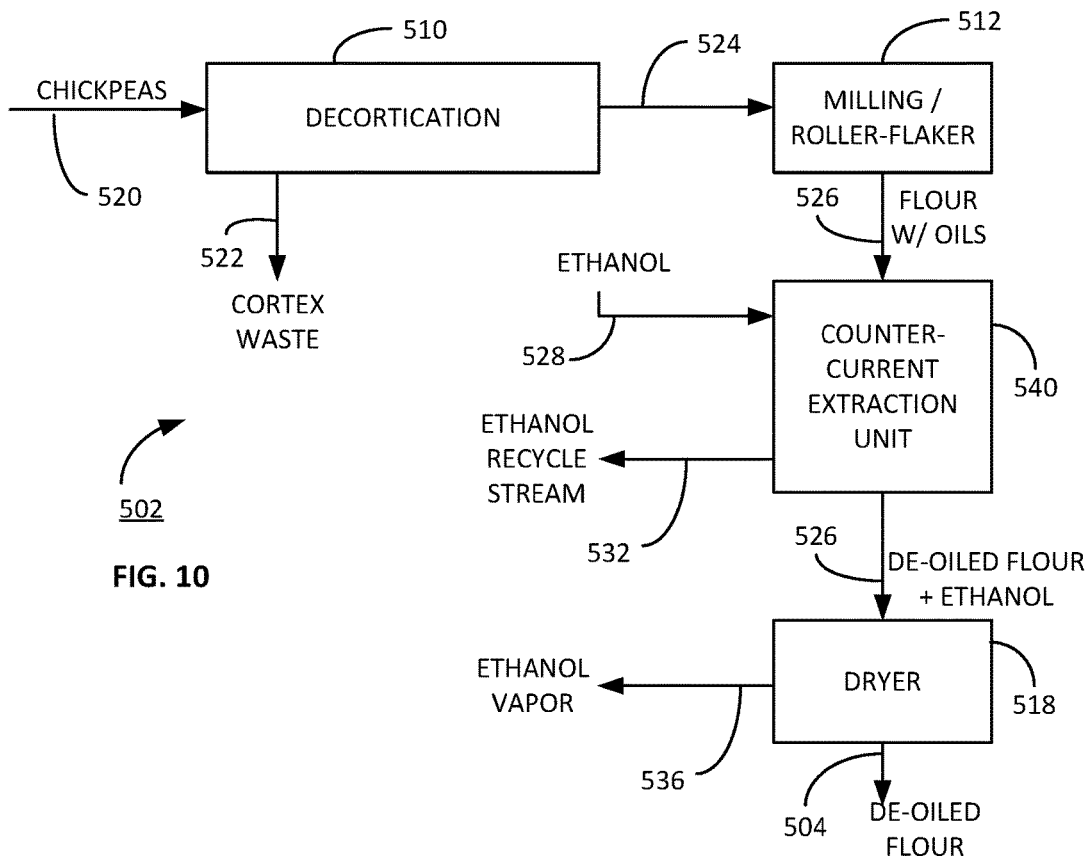 510
524
512
CHICKPEAS
DECORTICATION
MILLING /
ROLLER-FLAKER
520
522
CORTEX
WASTE
526
FLOUR
W/ OILS
ETHANOL
528
COUNTER-
CURRENT
EXTRACTION
UNIT
540
ETHANOL
RECYCLE
STREAM
532
502
FIG. 10
526
DE-OILED FLOUR
+ ETHANOL
ETHANOL
VAPOR
536
DRYER
518
504
DE-OILED
FLOUR